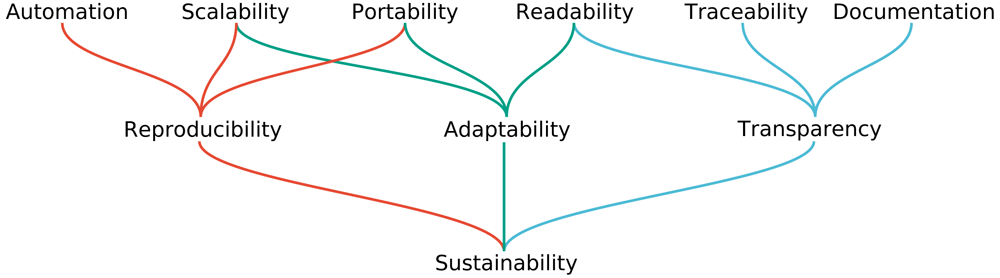 Automation Scalability Portability Readability Traceability Documentation
Reproducibility Adaptability Transparency
Sustainability